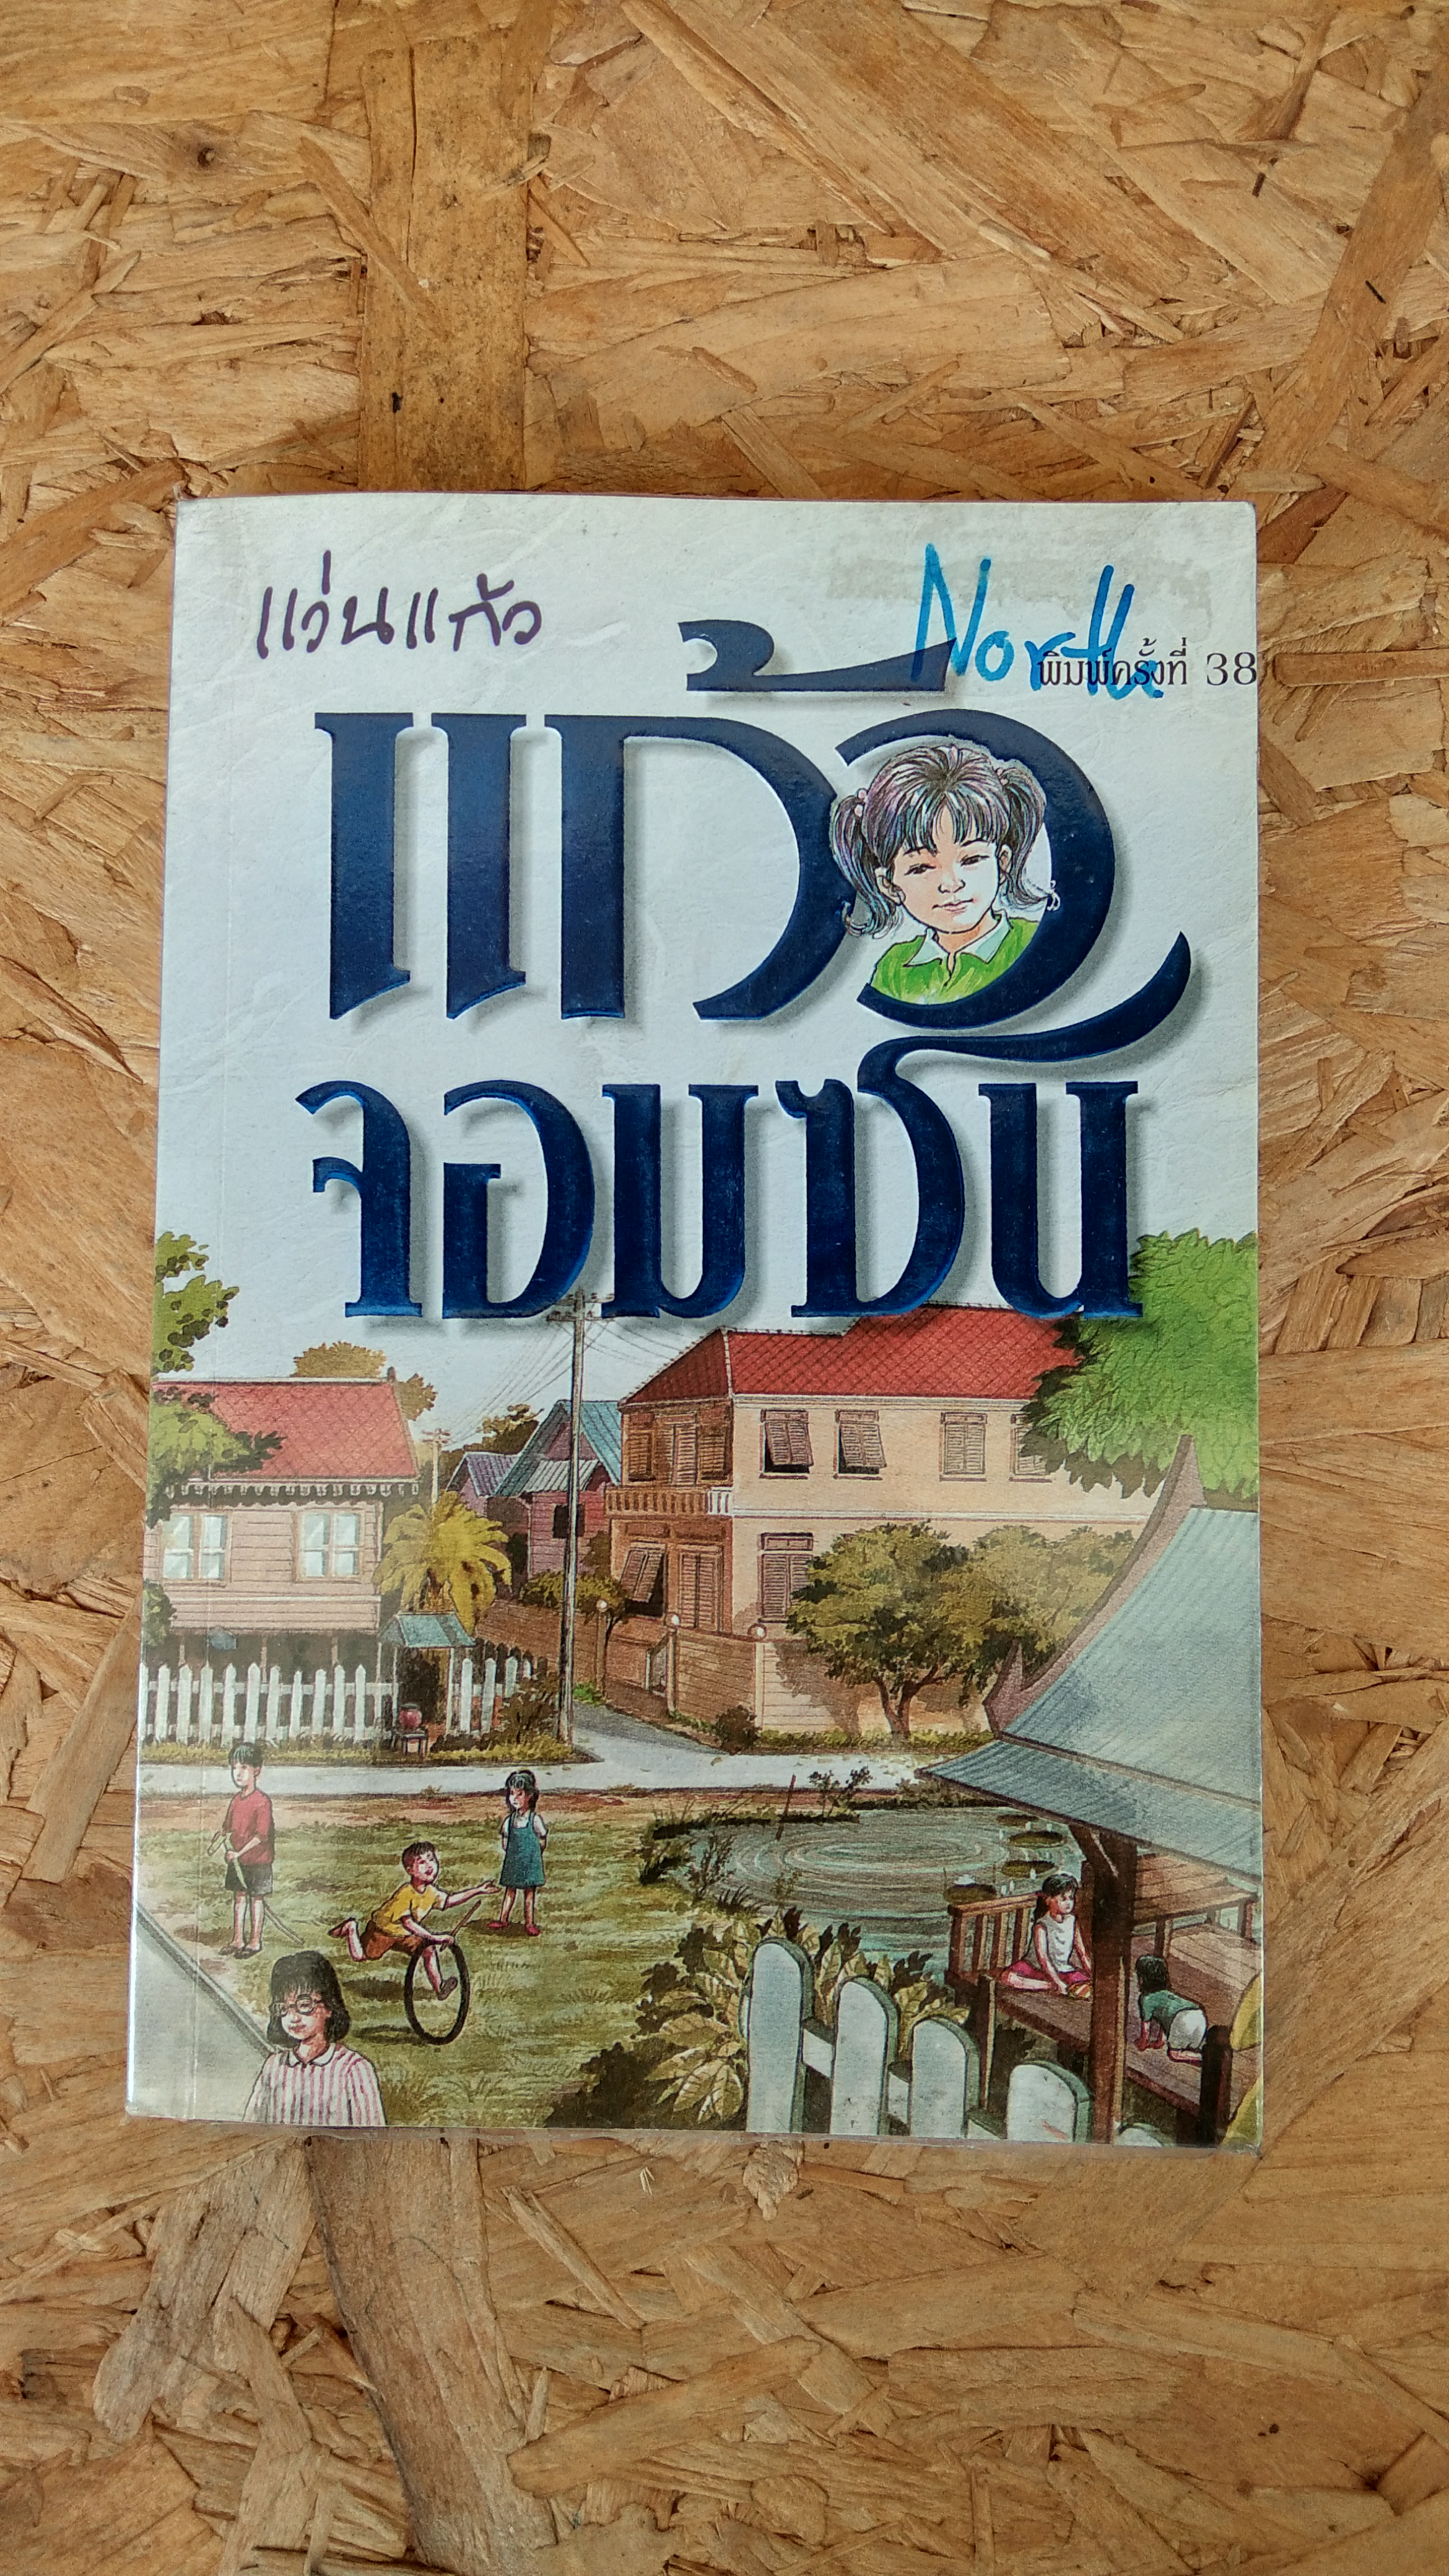 แว่นแก้ว
North
พิมพ์ครั้งที่ 38
แก้ว
จอมซน